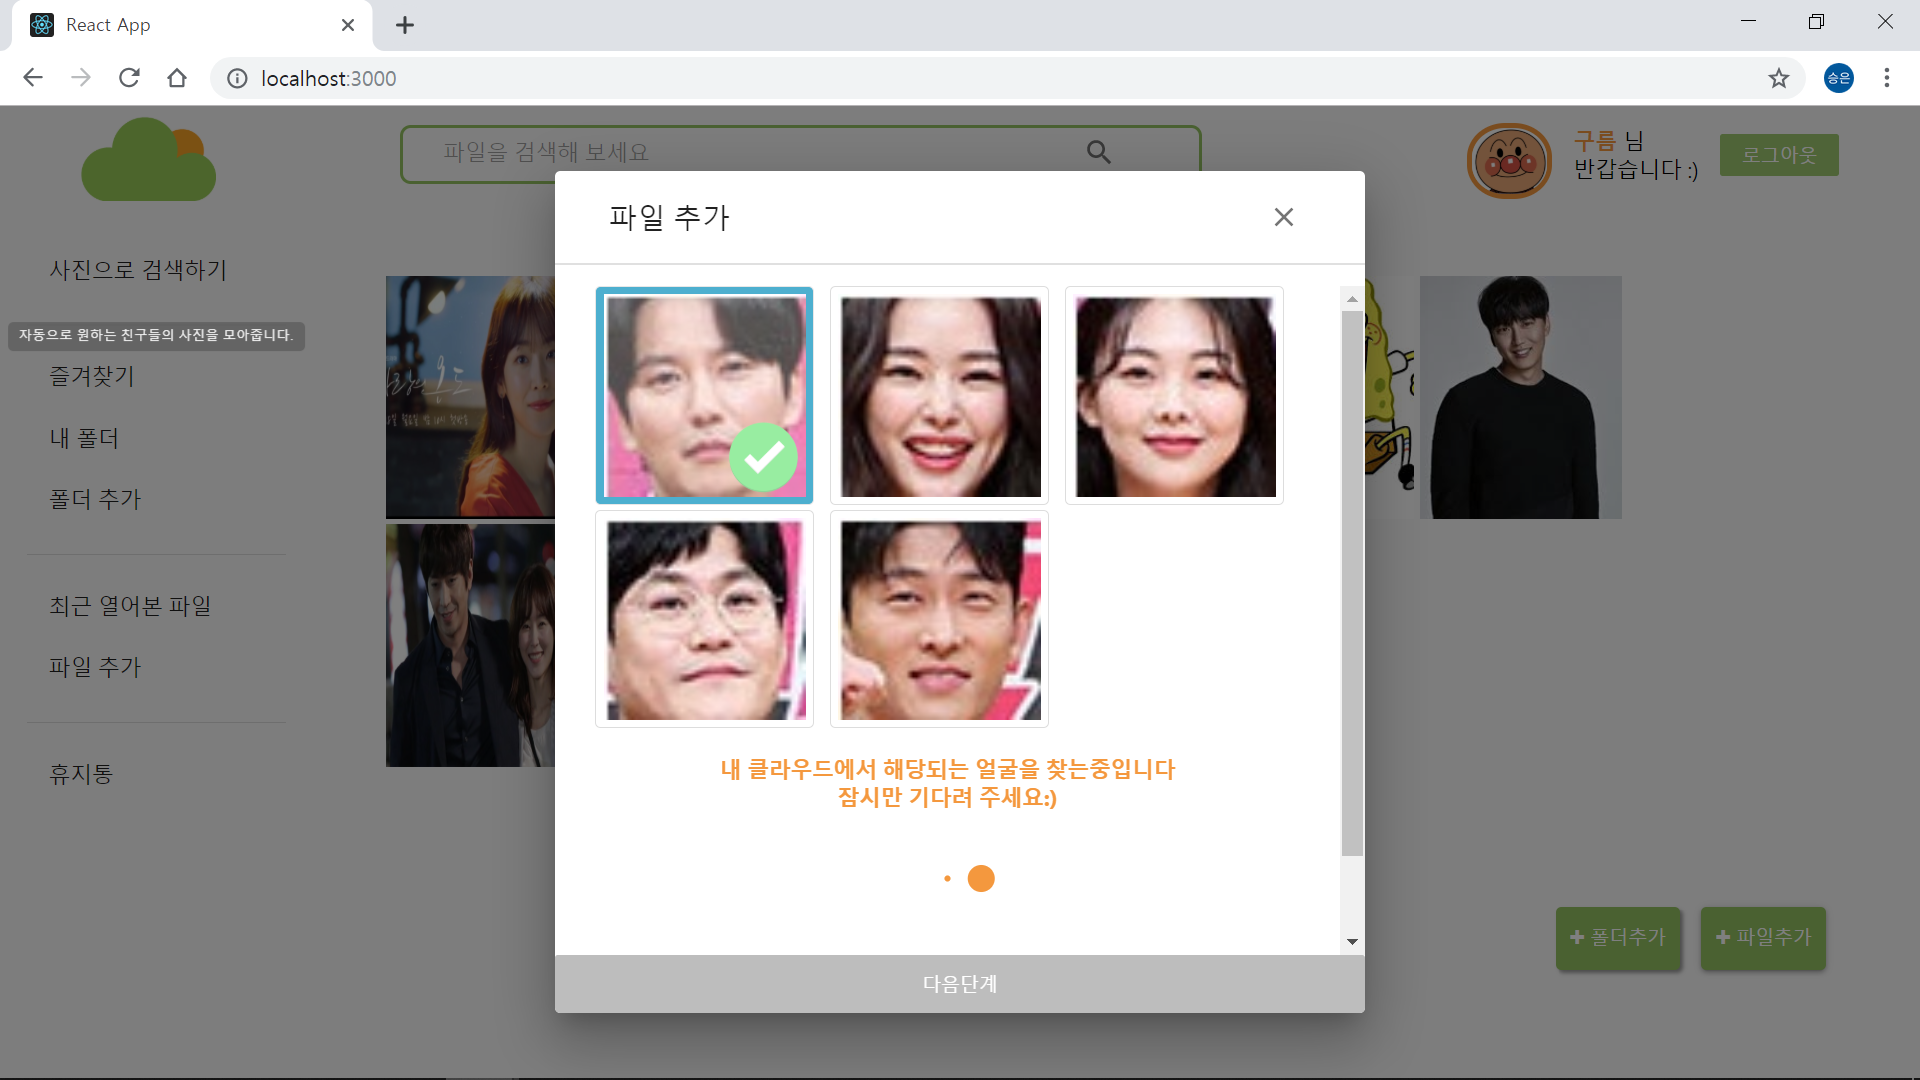 React App
localhost:3000
승은
파일을 검색해 보세요
구름 님
반갑습니다 :)
로그아웃
사진으로 검색하기
자동으로 원하는 친구들의 사진을 모아줍니다.
즐겨찾기
내 폴더
폴더 추가
최근 열어본 파일
파일 추가
휴지통
파일 추가
내 클라우드에서 해당되는 얼굴을 찾는중입니다
잠시만 기다려 주세요:)
다음단계
폴더추가
파일추가
온도